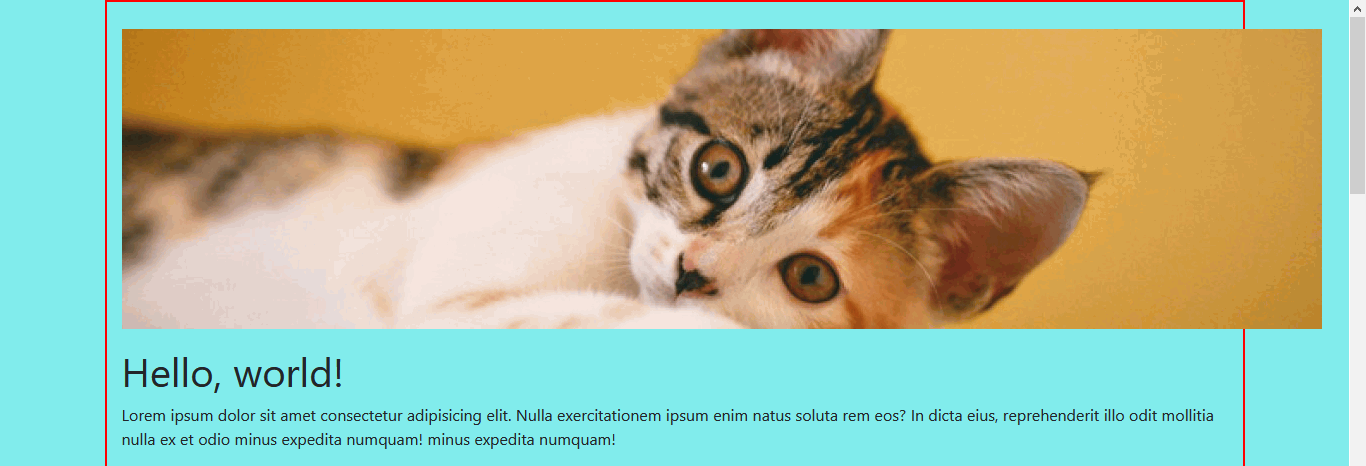 Hello, world!
Lorem ipsum dolor sit amet consectetur adipisicing elit. Nulla exercitationem ipsum enim natus soluta rem eos? In dicta eius, reprehenderit illo odit mollitia
nulla ex et odio minus expedita numquam! minus expedita numquam!